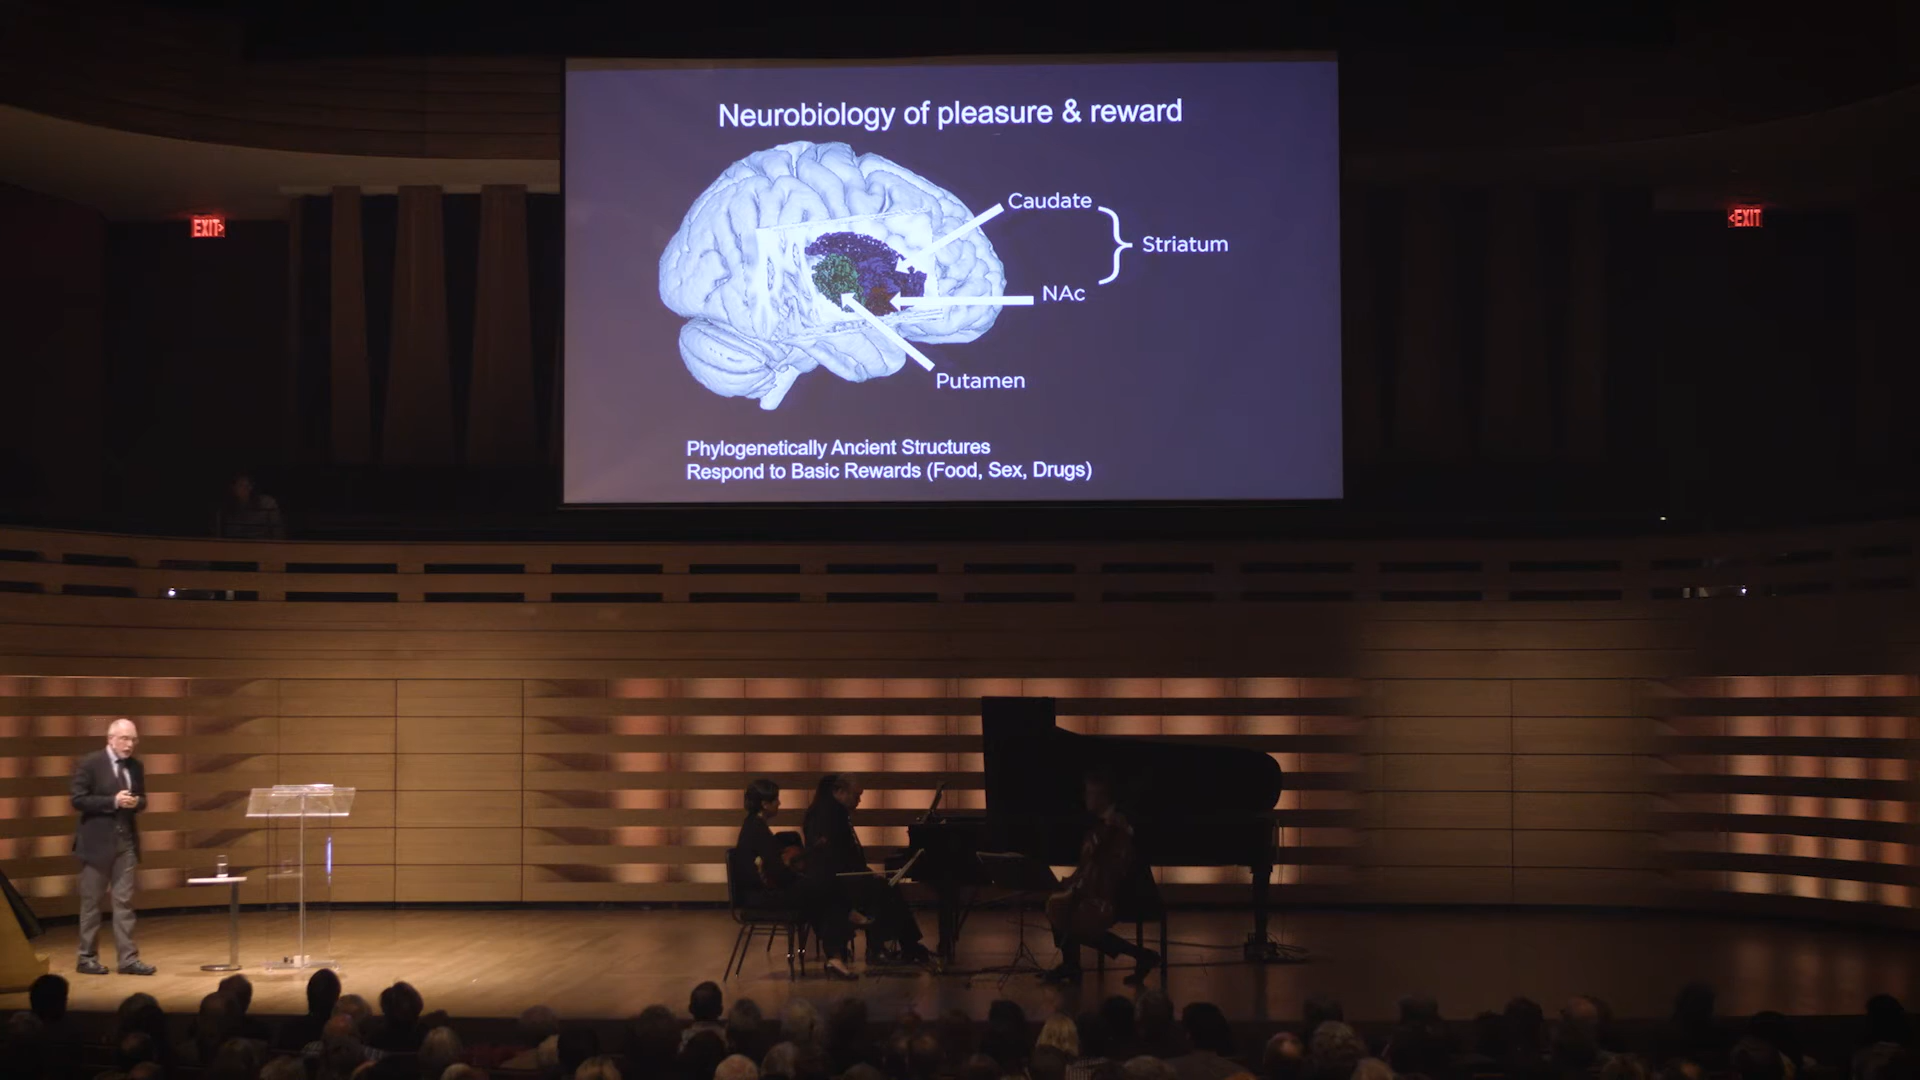 Neurobiology of pleasure & reward
Caudate
Striatum
NAc
Putamen
Phylogenetically Ancient Structures
Respond to Basic Rewards (Food, Sex, Drugs)
EXIT>
<EXIT